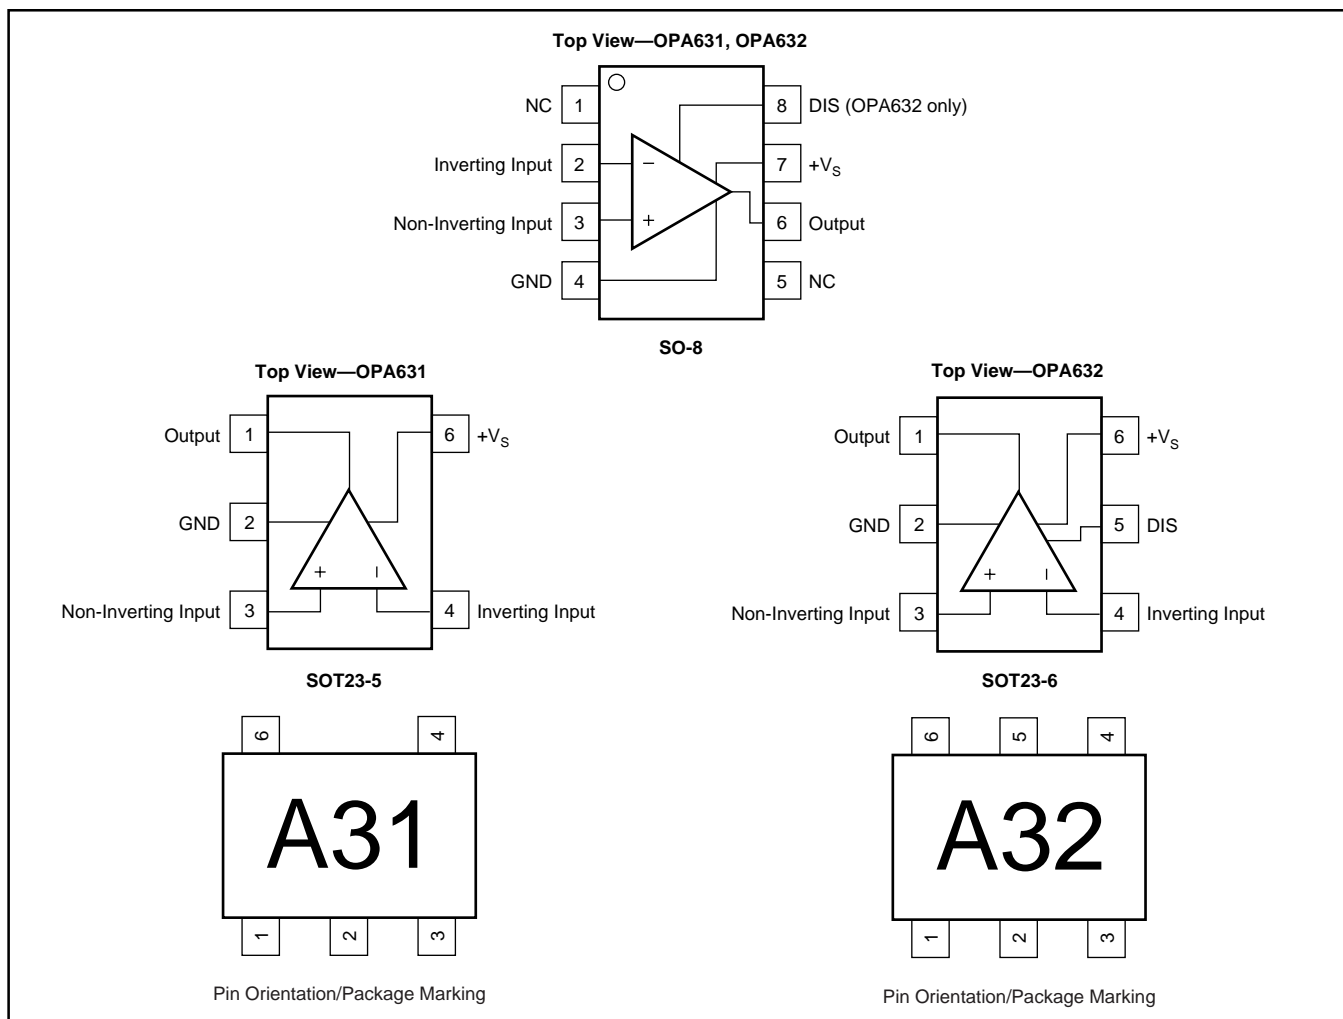 Top View—OPA631, OPA632
NC 1 8 DIS (OPA632 only)
Inverting Input 2 − 7 +VS
Non-Inverting Input 3 + 6 Output
GND 4 5 NC
SO-8
Top View—OPA631
Output 1 6 +VS
GND 2
+ −
Non-Inverting Input 3 4 Inverting Input
SOT23-5
6 4
A31
1 2 3
Pin Orientation/Package Marking
Top View—OPA632
Output 1 6 +VS
GND 2 5 DIS
+ −
Non-Inverting Input 3 4 Inverting Input
SOT23-6
6 5 4
A32
1 2 3
Pin Orientation/Package Marking